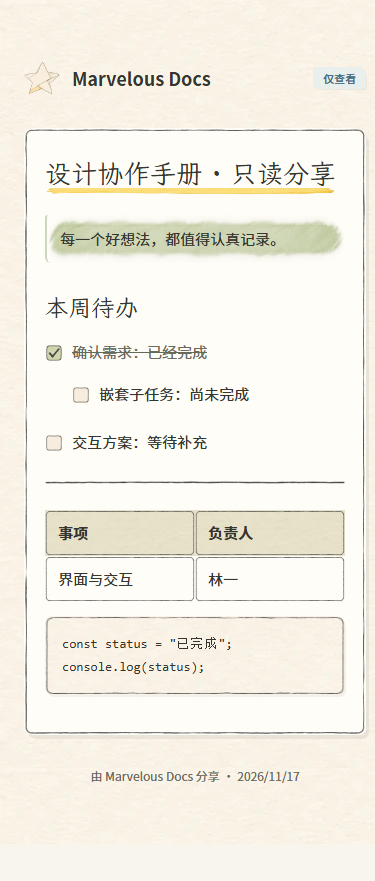 Marvelous Docs
仅查看
设计协作手册·只读分享
每一个好想法，都值得认真记录。
本周待办
确认需求：已经完成
嵌套子任务：尚未完成
交互方案：等待补充
事项 负责人
界面与交互 林一
const status = "已完成";
console.log(status);
由 Marvelous Docs 分享 · 2026/11/17